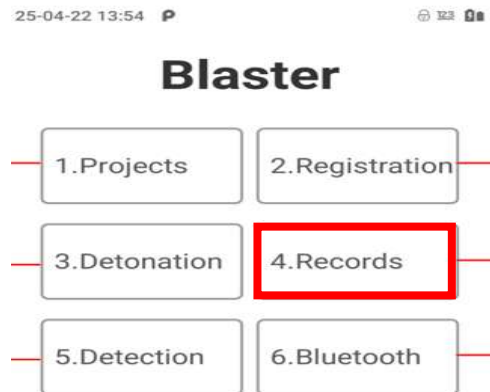 25-04-22 13:54 P
Blaster
1.Projects 2.Registration
3.Detonation 4.Records
5.Detection 6.Bluetooth